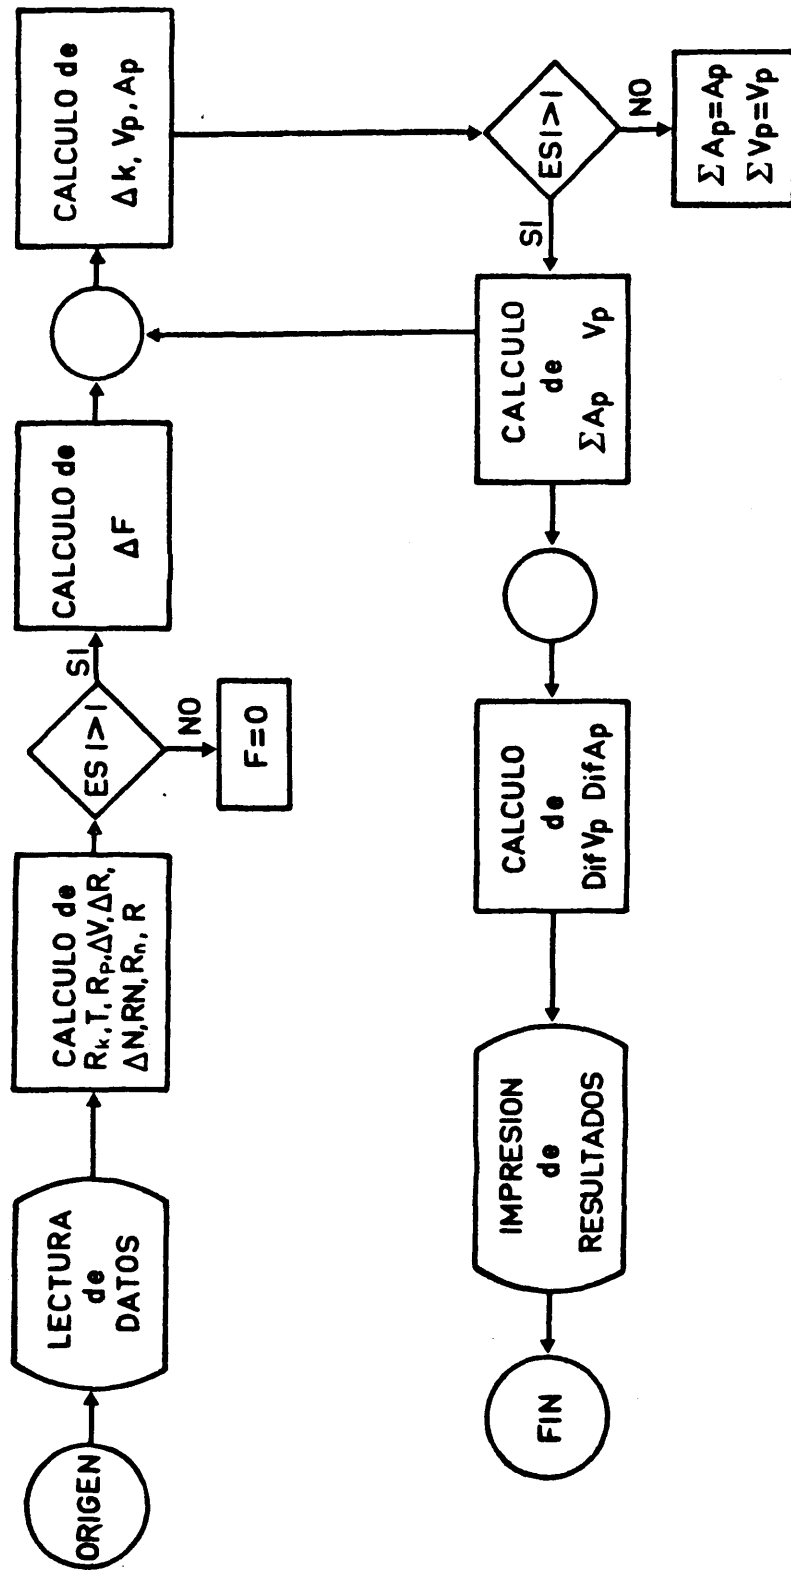 ORIGEN
LECTURA
de
DATOS
CALCULO de
Rk, T, Rp, ΔV, ΔR,
ΔN, RN, Rn, R
ES I > I
SI
NO
F=0
CALCULO de
ΔF
CALCULO de
Δk, Vp, Ap
ES I > I
NO
Σ Ap = Ap
Σ Vp = Vp
SI
CALCULO
de
ΣAp Vp
CALCULO
de
Dif Vp Dif Ap
IMPRESION
de
RESULTADOS
FIN